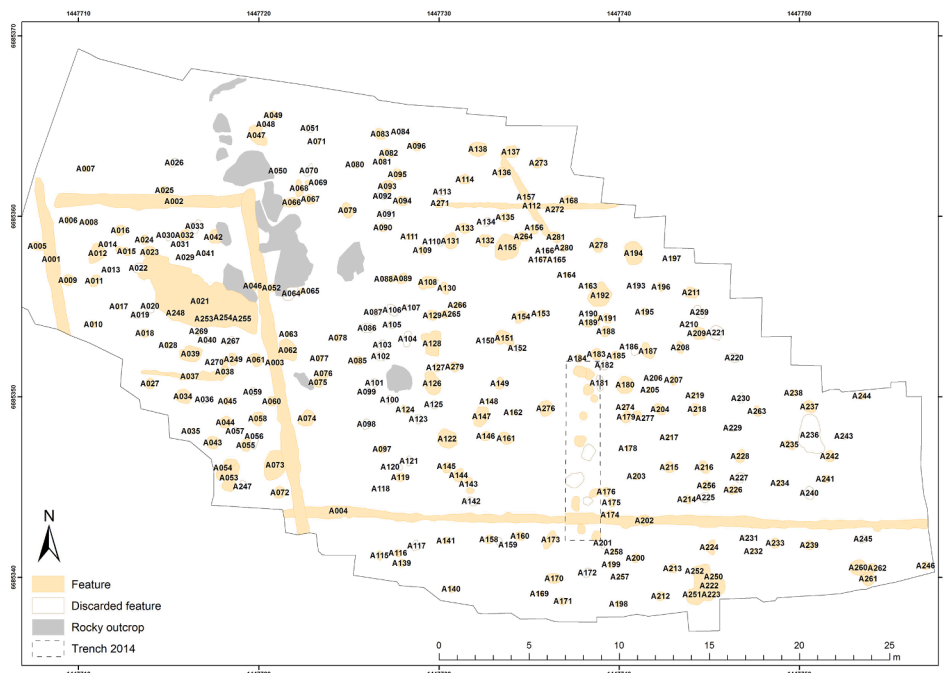 1447710 1447720 1447730 1447740 1447750
6685370
A049
A048 A051
A047 A071 A083 A084
A096 A138 A137
A082
A007 A026 A050 A070 A080 A081 A136 A273
A095
A069 A114
A025 A068 A093 A113
A002 A066 A067 A092 A094 A271 A157 A168
A112 A272
6685360
A006 A008 A079 A091 A134 A135
A016 A033 A090 A133 A156
A030 A032 A042 A111 A264 A281
A014 A024 A031 A110 A131 A132 A155 A280 A278
A005 A012 A015 A023 A041 A109 A166 A194
A001 A029 A167 A165 A197
A013 A022
A009 A011 A088 A089 A108 A164
A046 A052 A064 A065 A130 A163 A193 A196 A211
A192
A021
A017 A020 A266
A019 A248 A087 A106 A107 A129 A265 A154 A153 A190 A195 A259
A253 A254 A255 A189 A191
A010 A105 A210
A018 A269 A063 A086 A188 A209 A221
A040 A267 A078 A103 A104 A128 A150 A151
A028 A062 A152 A186 A187 A208
A039 A102 A183 A185
A270 A249 A061 A003 A077 A085 A184 A220
A038 A127 A279 A182
A037 A076
A027 A075 A101 A126 A149 A181 A180 A206 A207
6685350
A034 A059 A099 A205 A219 A238 A244
A036 A045 A060 A100 A125 A148 A230
A124 A276 A274 A204 A218 A237
A044 A058 A074 A123 A147 A162 A179 A277 A263
A035 A057 A098 A229
A043 A056 A122 A146 A161 A217 A236 A243
A055 A097 A178 A235
A054 A073 A121 A228 A242
A120 A145 A215 A216
A053 A119 A144 A203 A227 A241
A247 A143 A256 A234
A072 A118 A176 A226 A240
A142 A175 A214 A225
A004 A174 A202
N
A141 A158 A160 A173 A201 A231 A245
A117 A159 A224 A233 A239
A115 A116 A258 A232
A139 A199 A200
6685340
A172 A213 A252 A260 A262 A246
A170 A257 A250 A261
A140 A222
A169 A212 A251 A223
A171 A198
Feature
Discarded feature
Rocky outcrop
Trench 2014
0 5 10 15 20 25
m
1447730 1447740 1447750